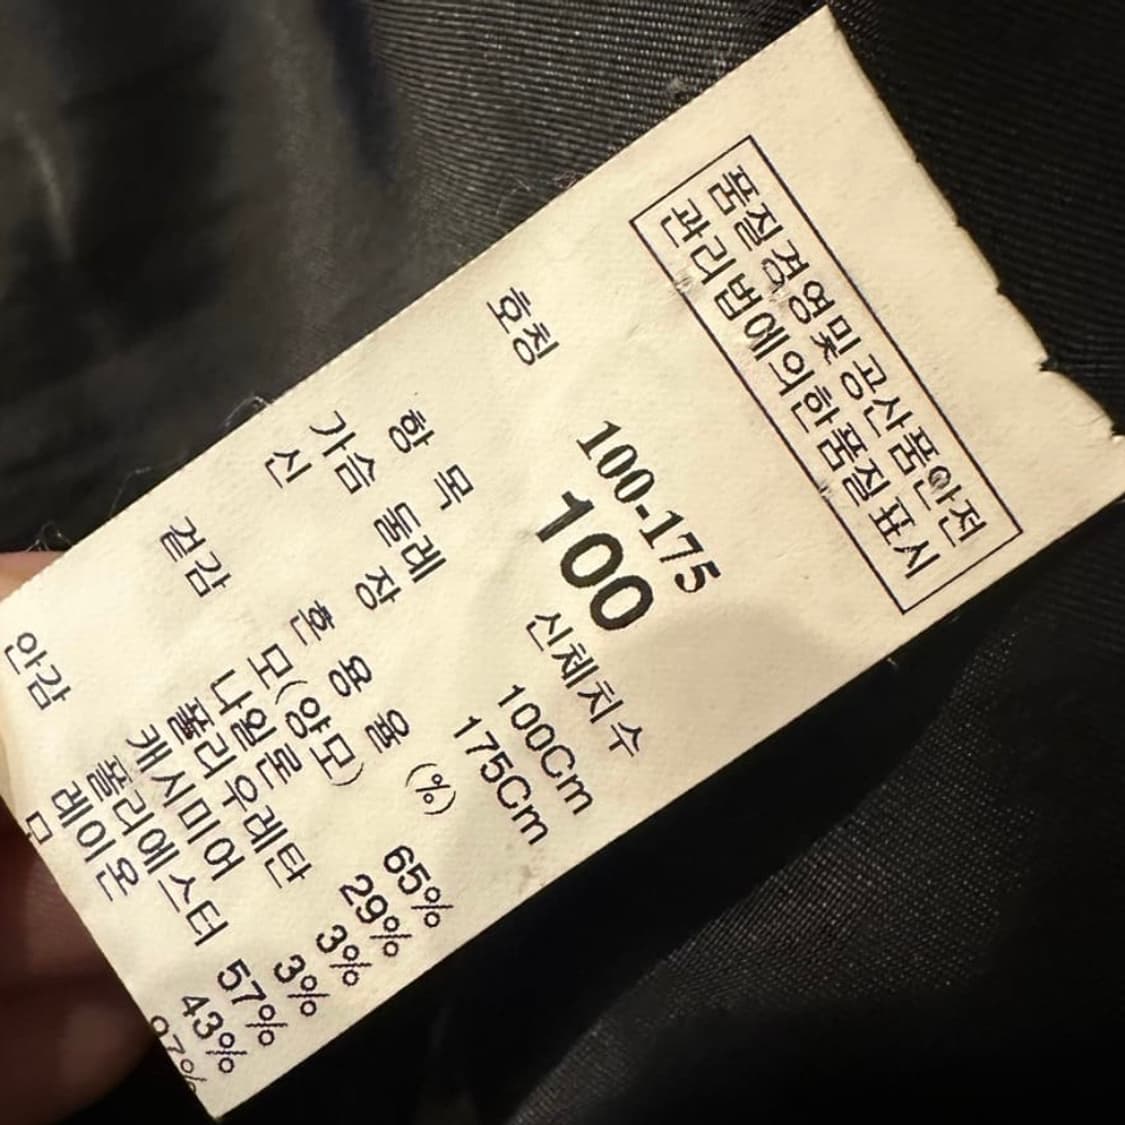 품질경영및공산품안전
관리법에의한품질표시
호칭 100-175
100
항목 신체치수
가슴둘레 100Cm
신장 175Cm
혼용율(%)
겉감 모(양모) 65%
나일론 29%
폴리우레탄 3%
캐시미어 3%
안감 폴리에스터 57%
레이온 43%